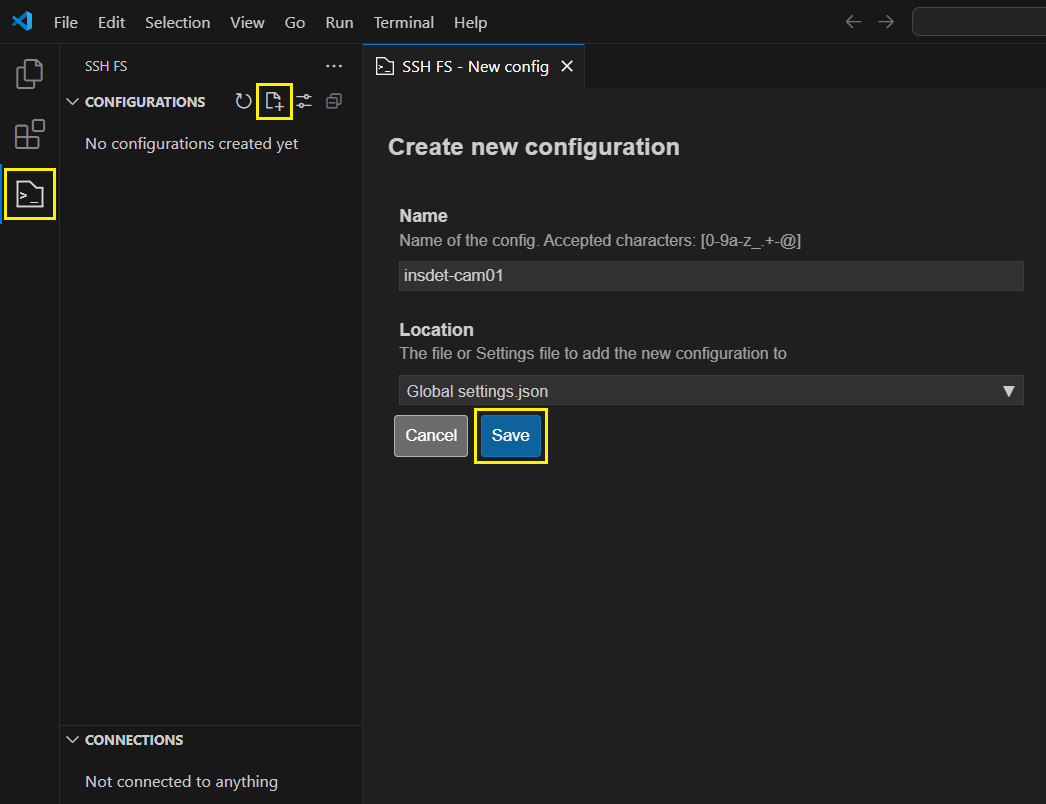 File Edit Selection View Go Run Terminal Help
SSH FS
CONFIGURATIONS
No configurations created yet
SSH FS - New config
Create new configuration
Name
Name of the config. Accepted characters: [0-9a-z_.+-@]
insdet-cam01
Location
The file or Settings file to add the new configuration to
Global settings.json
Cancel Save
CONNECTIONS
Not connected to anything